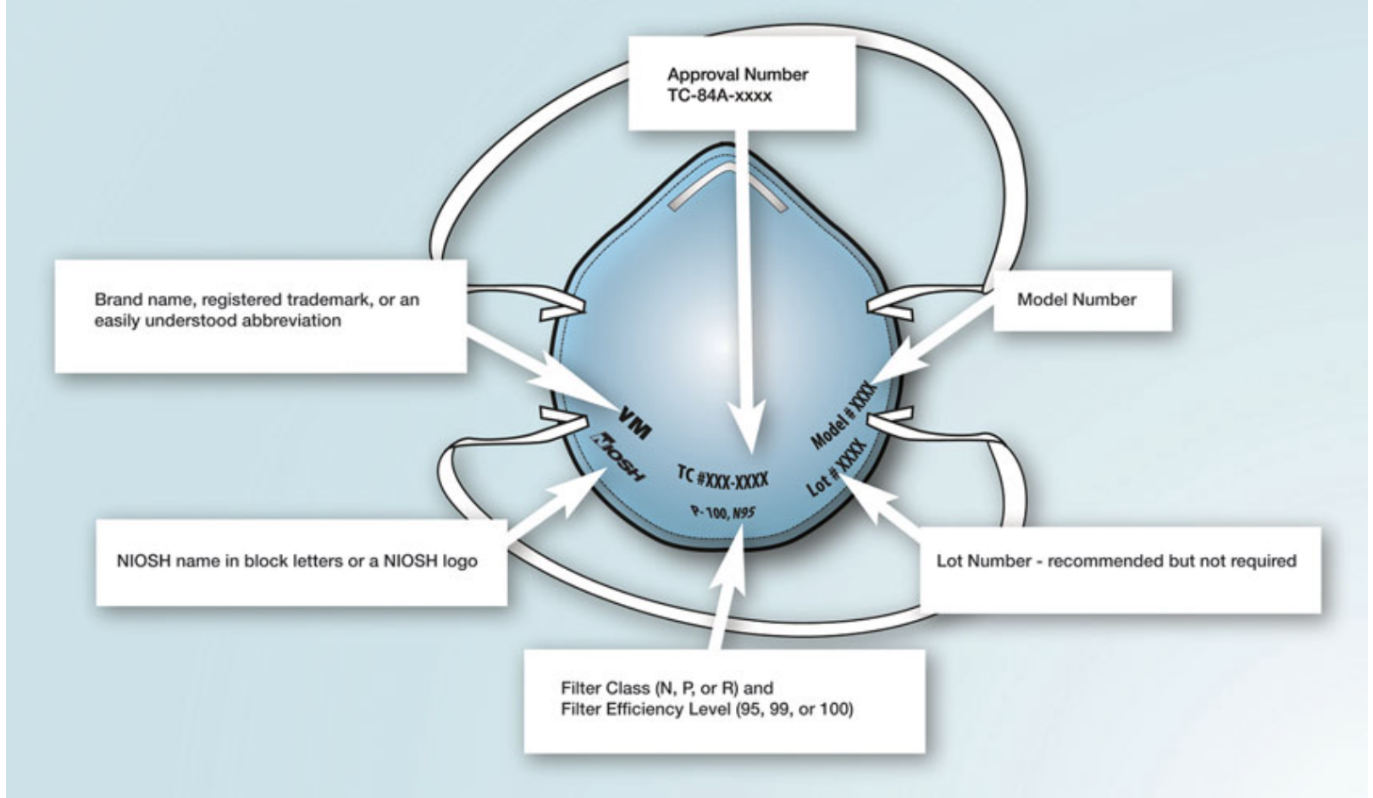 Approval Number
TC-84A-xxxx
Brand name, registered trademark, or an
easily understood abbreviation
Model Number
VM
NIOSH
TC #XXX-XXXX
P-100, N95
Model # XXXX
Lot # XXXX
NIOSH name in block letters or a NIOSH logo
Lot Number - recommended but not required
Filter Class (N, P, or R) and
Filter Efficiency Level (95, 99, or 100)